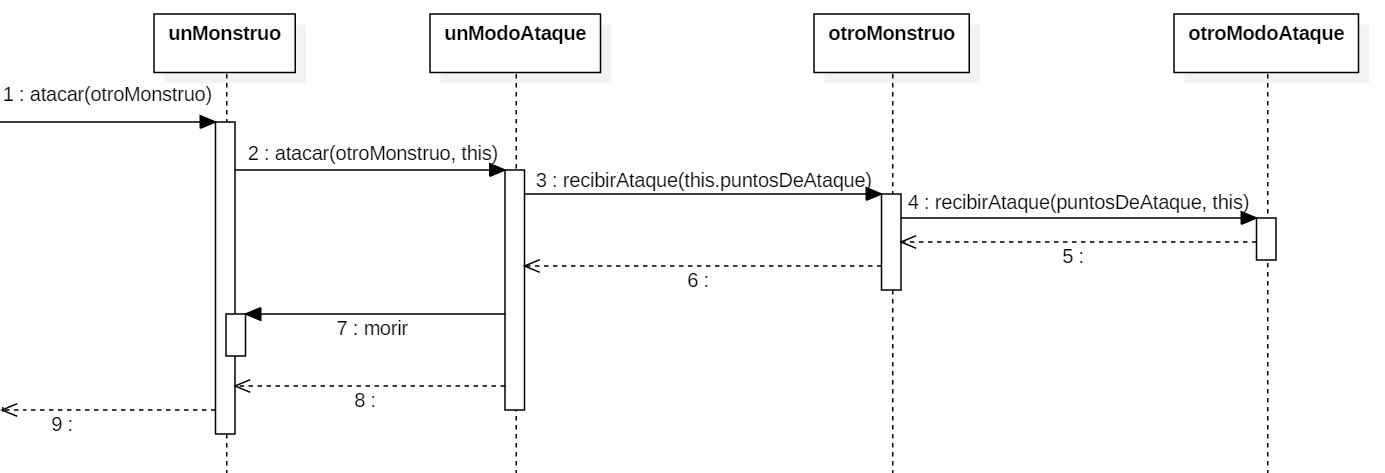 unMonstruo
unModoAtaque
otroMonstruo
otroModoAtaque
1 : atacar(otroMonstruo)
2 : atacar(otroMonstruo, this)
3 : recibirAtaque(this.puntosDeAtaque)
4 : recibirAtaque(puntosDeAtaque, this)
5 :
6 :
7 : morir
8 :
9 :